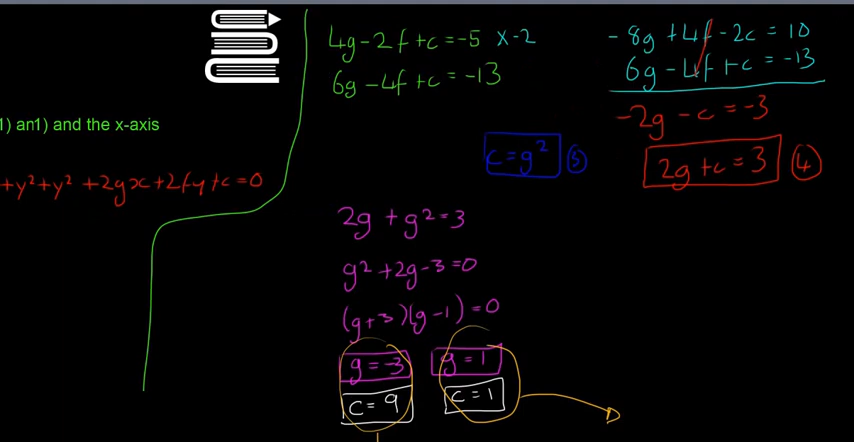 1) an1) and the x-axis
+y²+y² +2gx+2fy+c=0
4g-2f+c=-5 x-2
6g-4f+c=-13
-8g+4f-2c=10
6g-4f+c=-13
-2g-c=-3
2g+c=3 ④
c=g² ③
2g+g²=3
g²+2g-3=0
(g+3)(g-1)=0
g=-3 g=1
c=9 c=1